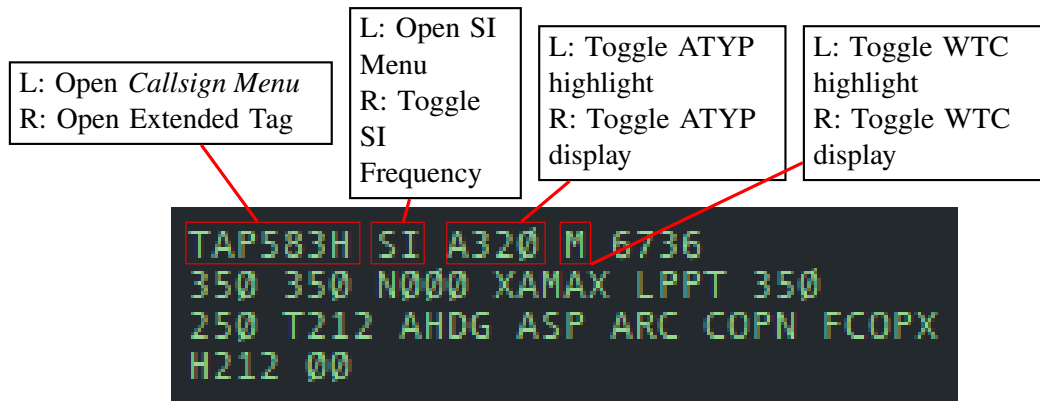 L: Open Callsign Menu
R: Open Extended Tag
L: Open SI
Menu
R: Toggle
SI
Frequency
L: Toggle ATYP
highlight
R: Toggle ATYP
display
L: Toggle WTC
highlight
R: Toggle WTC
display
TAP583H SI A320 M 6736
350 350 N000 XAMAX LPPT 350
250 T212 AHDG ASP ARC COPN FCOPX
H212 00